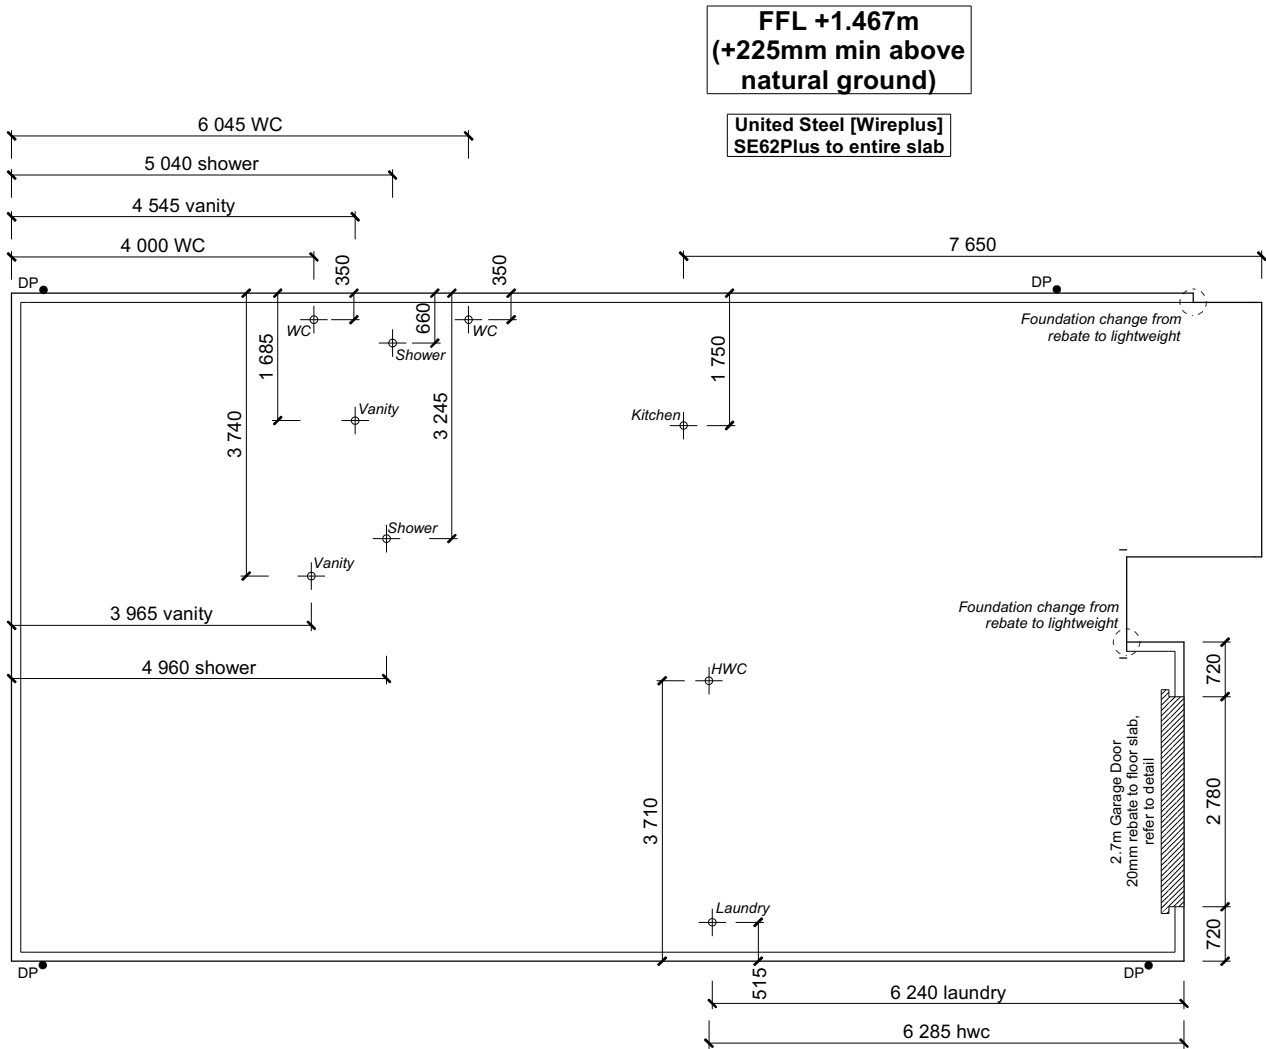 FFL +1.467m
(+225mm min above
natural ground)
United Steel [Wireplus]
SE62Plus to entire slab
6 045 WC
5 040 shower
4 545 vanity
4 000 WC
7 650
350
350
DP
DP
WC
660
WC
Shower
1 685
1 750
Foundation change from
rebate to lightweight
Vanity
3 245
Kitchen
3 740
Shower
Vanity
3 965 vanity
Foundation change from
rebate to lightweight
4 960 shower
HWC
720
2.7m Garage Door
20mm rebate to floor slab,
refer to detail
2 780
3 710
Laundry
720
DP
515
DP
6 240 laundry
6 285 hwc